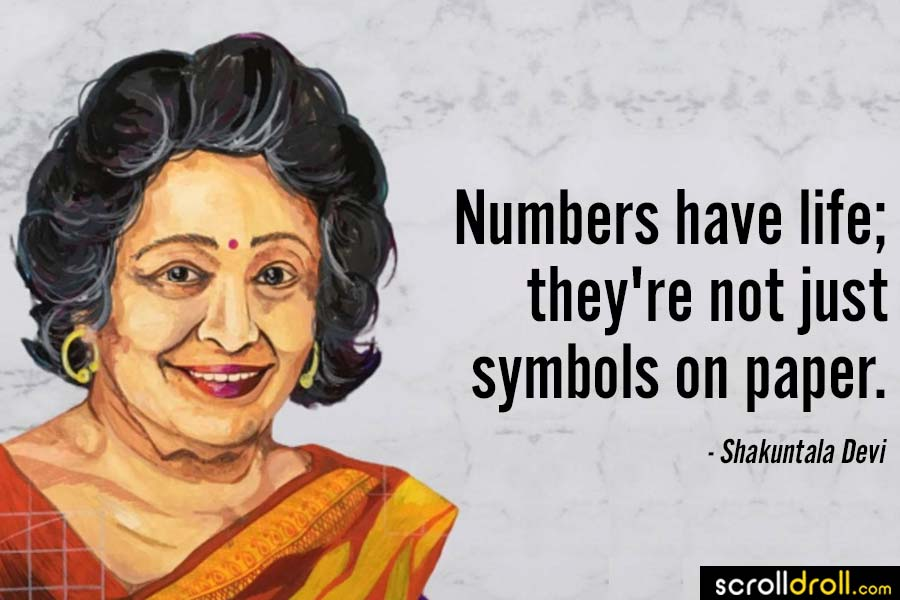 Numbers have life;
they're not just
symbols on paper.
- Shakuntala Devi
scrolldroll.com